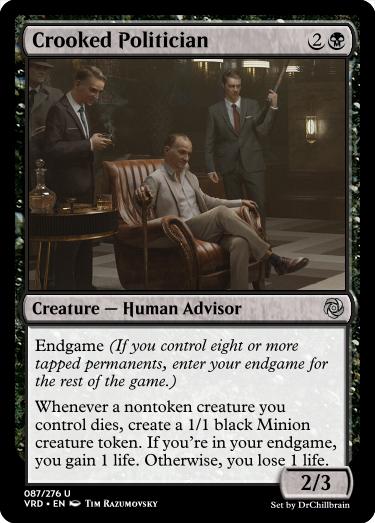 Crooked Politician 2
Creature — Human Advisor
Endgame (If you control eight or more
tapped permanents, enter your endgame for
the rest of the game.)
Whenever a nontoken creature you
control dies, create a 1/1 black Minion
creature token. If you're in your endgame,
you gain 1 life. Otherwise, you lose 1 life.
2/3
087/276 U
VRD • EN Tim Razumovsky
Set by DrChillbrain